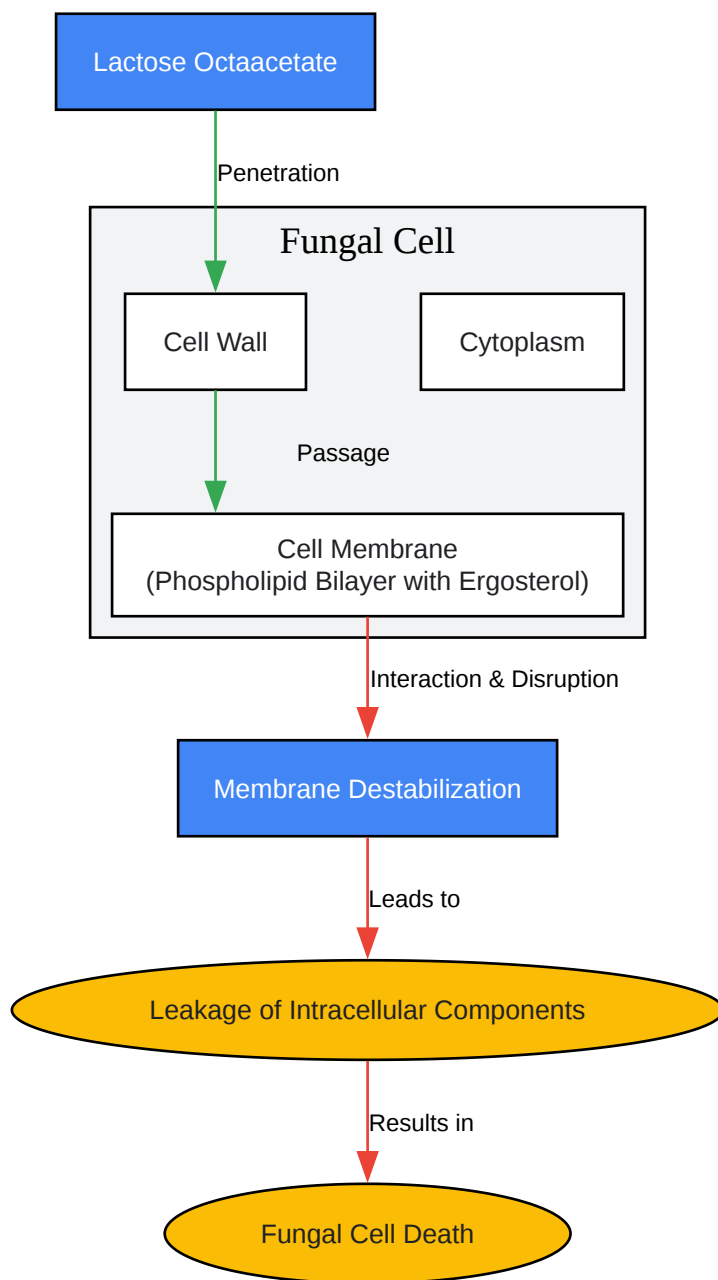 Lactose Octaacetate
Penetration
Fungal Cell
Cell Wall
Cytoplasm
Passage
Cell Membrane
(Phospholipid Bilayer with Ergosterol)
Interaction & Disruption
Membrane Destabilization
Leads to
Leakage of Intracellular Components
Results in
Fungal Cell Death